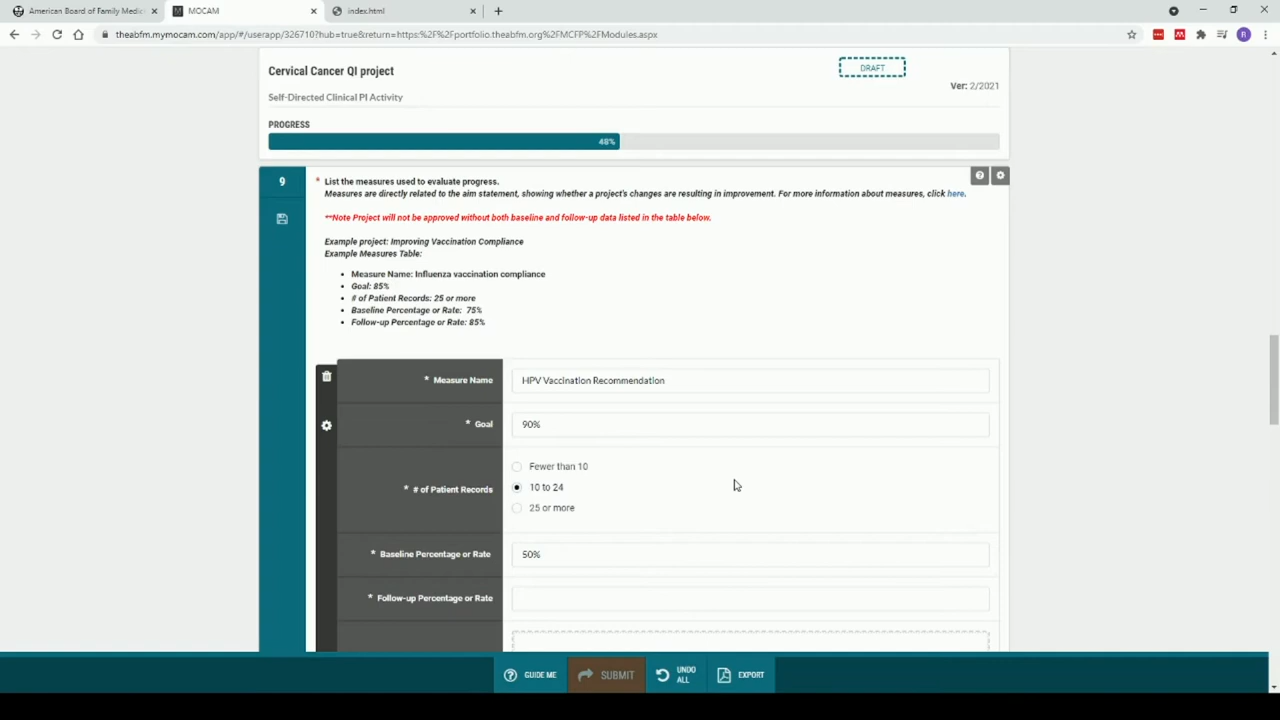 American Board of Family Medic
MOCAM
index.html
theabfm.mymocam.com/app/#/userapp/326710?hub=true&return=https:%2F%2Fportfolio.theabfm.org%2FMCFP%2FModules.aspx
R
Cervical Cancer QI project
DRAFT
Ver: 2/2021
Self-Directed Clinical PI Activity
PROGRESS
48%
9
* List the measures used to evaluate progress.
Measures are directly related to the aim statement, showing whether a project's changes are resulting in improvement. For more information about measures, click here.
**Note Project will not be approved without both baseline and follow-up data listed in the table below.
Example project: Improving Vaccination Compliance
Example Measures Table:
• Measure Name: Influenza vaccination compliance
• Goal: 85%
• # of Patient Records: 25 or more
• Baseline Percentage or Rate: 75%
• Follow-up Percentage or Rate: 85%
* Measure Name
HPV Vaccination Recommendation
* Goal
90%
* # of Patient Records
Fewer than 10
10 to 24
25 or more
* Baseline Percentage or Rate
50%
* Follow-up Percentage or Rate
GUIDE ME
SUBMIT
UNDO ALL
EXPORT